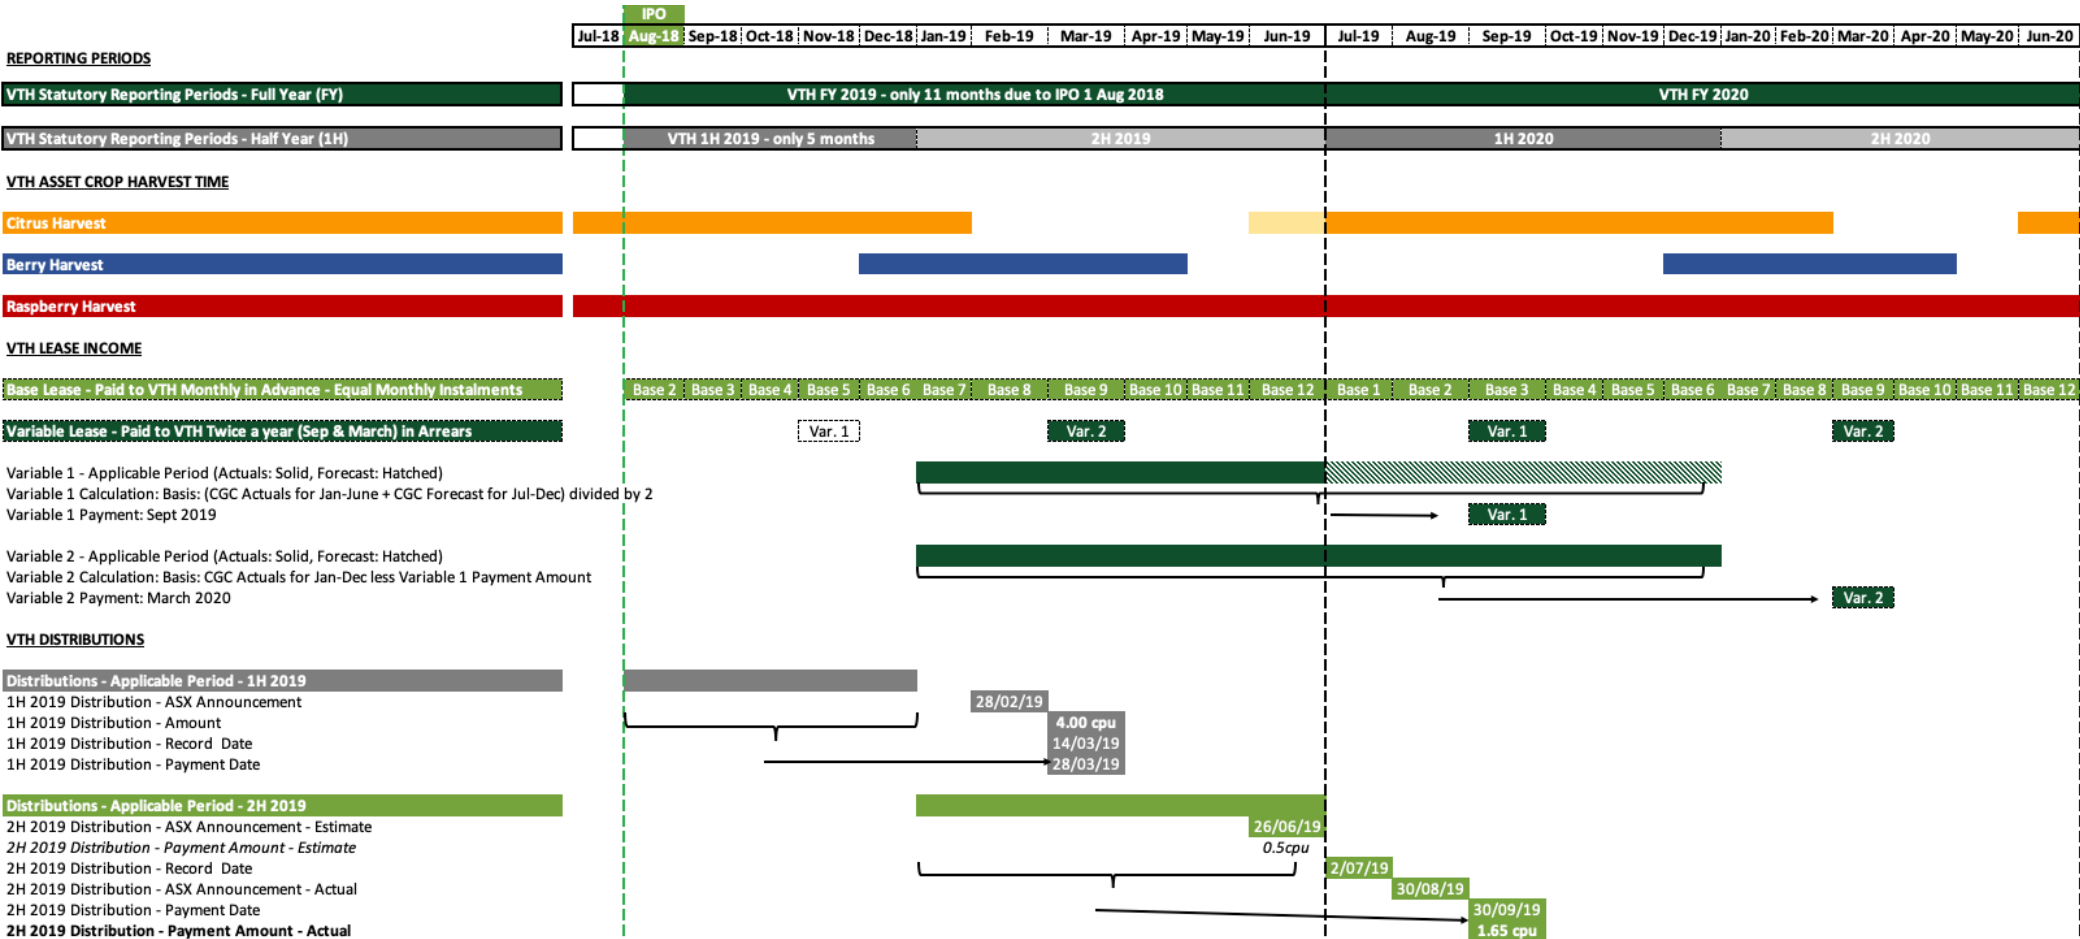 IPO
Jul-18 Aug-18 Sep-18 Oct-18 Nov-18 Dec-18 Jan-19 Feb-19 Mar-19 Apr-19 May-19 Jun-19 Jul-19 Aug-19 Sep-19 Oct-19 Nov-19 Dec-19 Jan-20 Feb-20 Mar-20 Apr-20 May-20 Jun-20
REPORTING PERIODS
VTH Statutory Reporting Periods - Full Year (FY) VTH FY 2019 - only 11 months due to IPO 1 Aug 2018 VTH FY 2020
VTH Statutory Reporting Periods - Half Year (1H) VTH 1H 2019 - only 5 months 2H 2019 1H 2020 2H 2020
VTH ASSET CROP HARVEST TIME
Citrus Harvest
Berry Harvest
Raspberry Harvest
VTH LEASE INCOME
Base Lease - Paid to VTH Monthly in Advance - Equal Monthly Instalments Base 2 Base 3 Base 4 Base 5 Base 6 Base 7 Base 8 Base 9 Base 10 Base 11 Base 12 Base 1 Base 2 Base 3 Base 4 Base 5 Base 6 Base 7 Base 8 Base 9 Base 10 Base 11 Base 12
Variable Lease - Paid to VTH Twice a year (Sep & March) in Arrears Var. 1 Var. 2 Var. 1 Var. 2
Variable 1 - Applicable Period (Actuals: Solid, Forecast: Hatched)
Variable 1 Calculation: Basis: (CGC Actuals for Jan-June + CGC Forecast for Jul-Dec) divided by 2
Variable 1 Payment: Sept 2019 Var. 1
Variable 2 - Applicable Period (Actuals: Solid, Forecast: Hatched)
Variable 2 Calculation: Basis: CGC Actuals for Jan-Dec less Variable 1 Payment Amount
Variable 2 Payment: March 2020 Var. 2
VTH DISTRIBUTIONS
Distributions - Applicable Period - 1H 2019
1H 2019 Distribution - ASX Announcement 28/02/19
1H 2019 Distribution - Amount 4.00 cpu
1H 2019 Distribution - Record Date 14/03/19
1H 2019 Distribution - Payment Date 28/03/19
Distributions - Applicable Period - 2H 2019
2H 2019 Distribution - ASX Announcement - Estimate 26/06/19
2H 2019 Distribution - Payment Amount - Estimate 0.5cpu
2H 2019 Distribution - Record Date 2/07/19
2H 2019 Distribution - ASX Announcement - Actual 30/08/19
2H 2019 Distribution - Payment Date 30/09/19
2H 2019 Distribution - Payment Amount - Actual 1.65 cpu